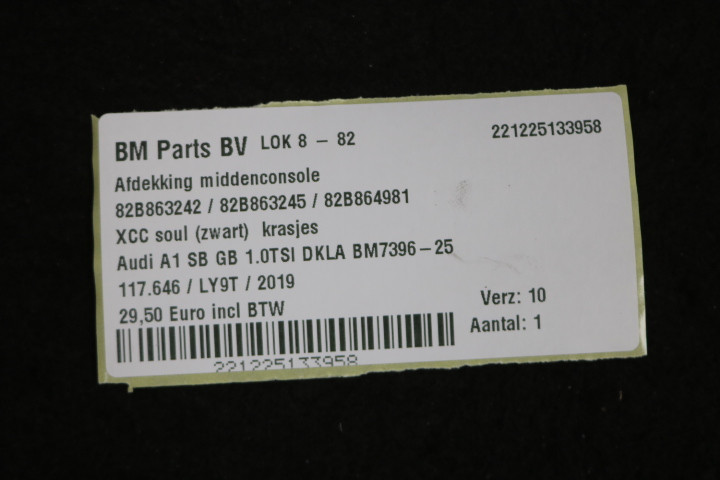 BM Parts BV LOK 8 – 82 221225133958
Afdekking middenconsole
82B863242 / 82B863245 / 82B864981
XCC soul (zwart) krasjes
Audi A1 SB GB 1.0TSI DKLA BM7396–25
117.646 / LY9T / 2019
29,50 Euro incl BTW Verz: 10
Aantal: 1
221225133958